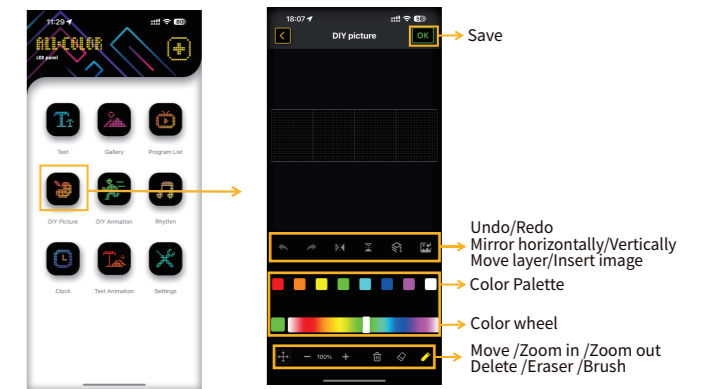 11:29
ALL COLOR
LED panel
Text
Gallery
Program List
DIY Picture
DIY Anmation
Rhythm
Clock
Text Anmation
Settings
18:07
DIY picture
OK
Save
Undo/Redo
Mirror horizontally/Vertically
Move layer/Insert image
Color Palette
Color wheel
100%
Move /Zoom in /Zoom out
Delete /Eraser /Brush